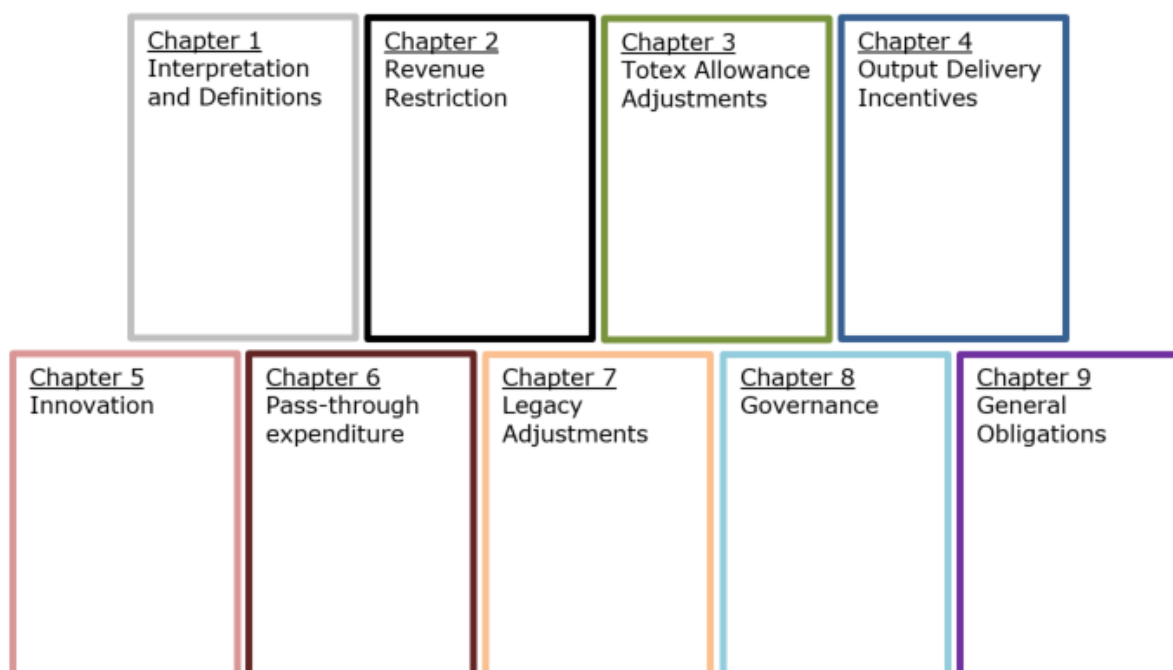 Chapter 1
Interpretation
and Definitions
Chapter 2
Revenue
Restriction
Chapter 3
Totex Allowance
Adjustments
Chapter 4
Output Delivery
Incentives
Chapter 5
Innovation
Chapter 6
Pass-through
expenditure
Chapter 7
Legacy
Adjustments
Chapter 8
Governance
Chapter 9
General
Obligations